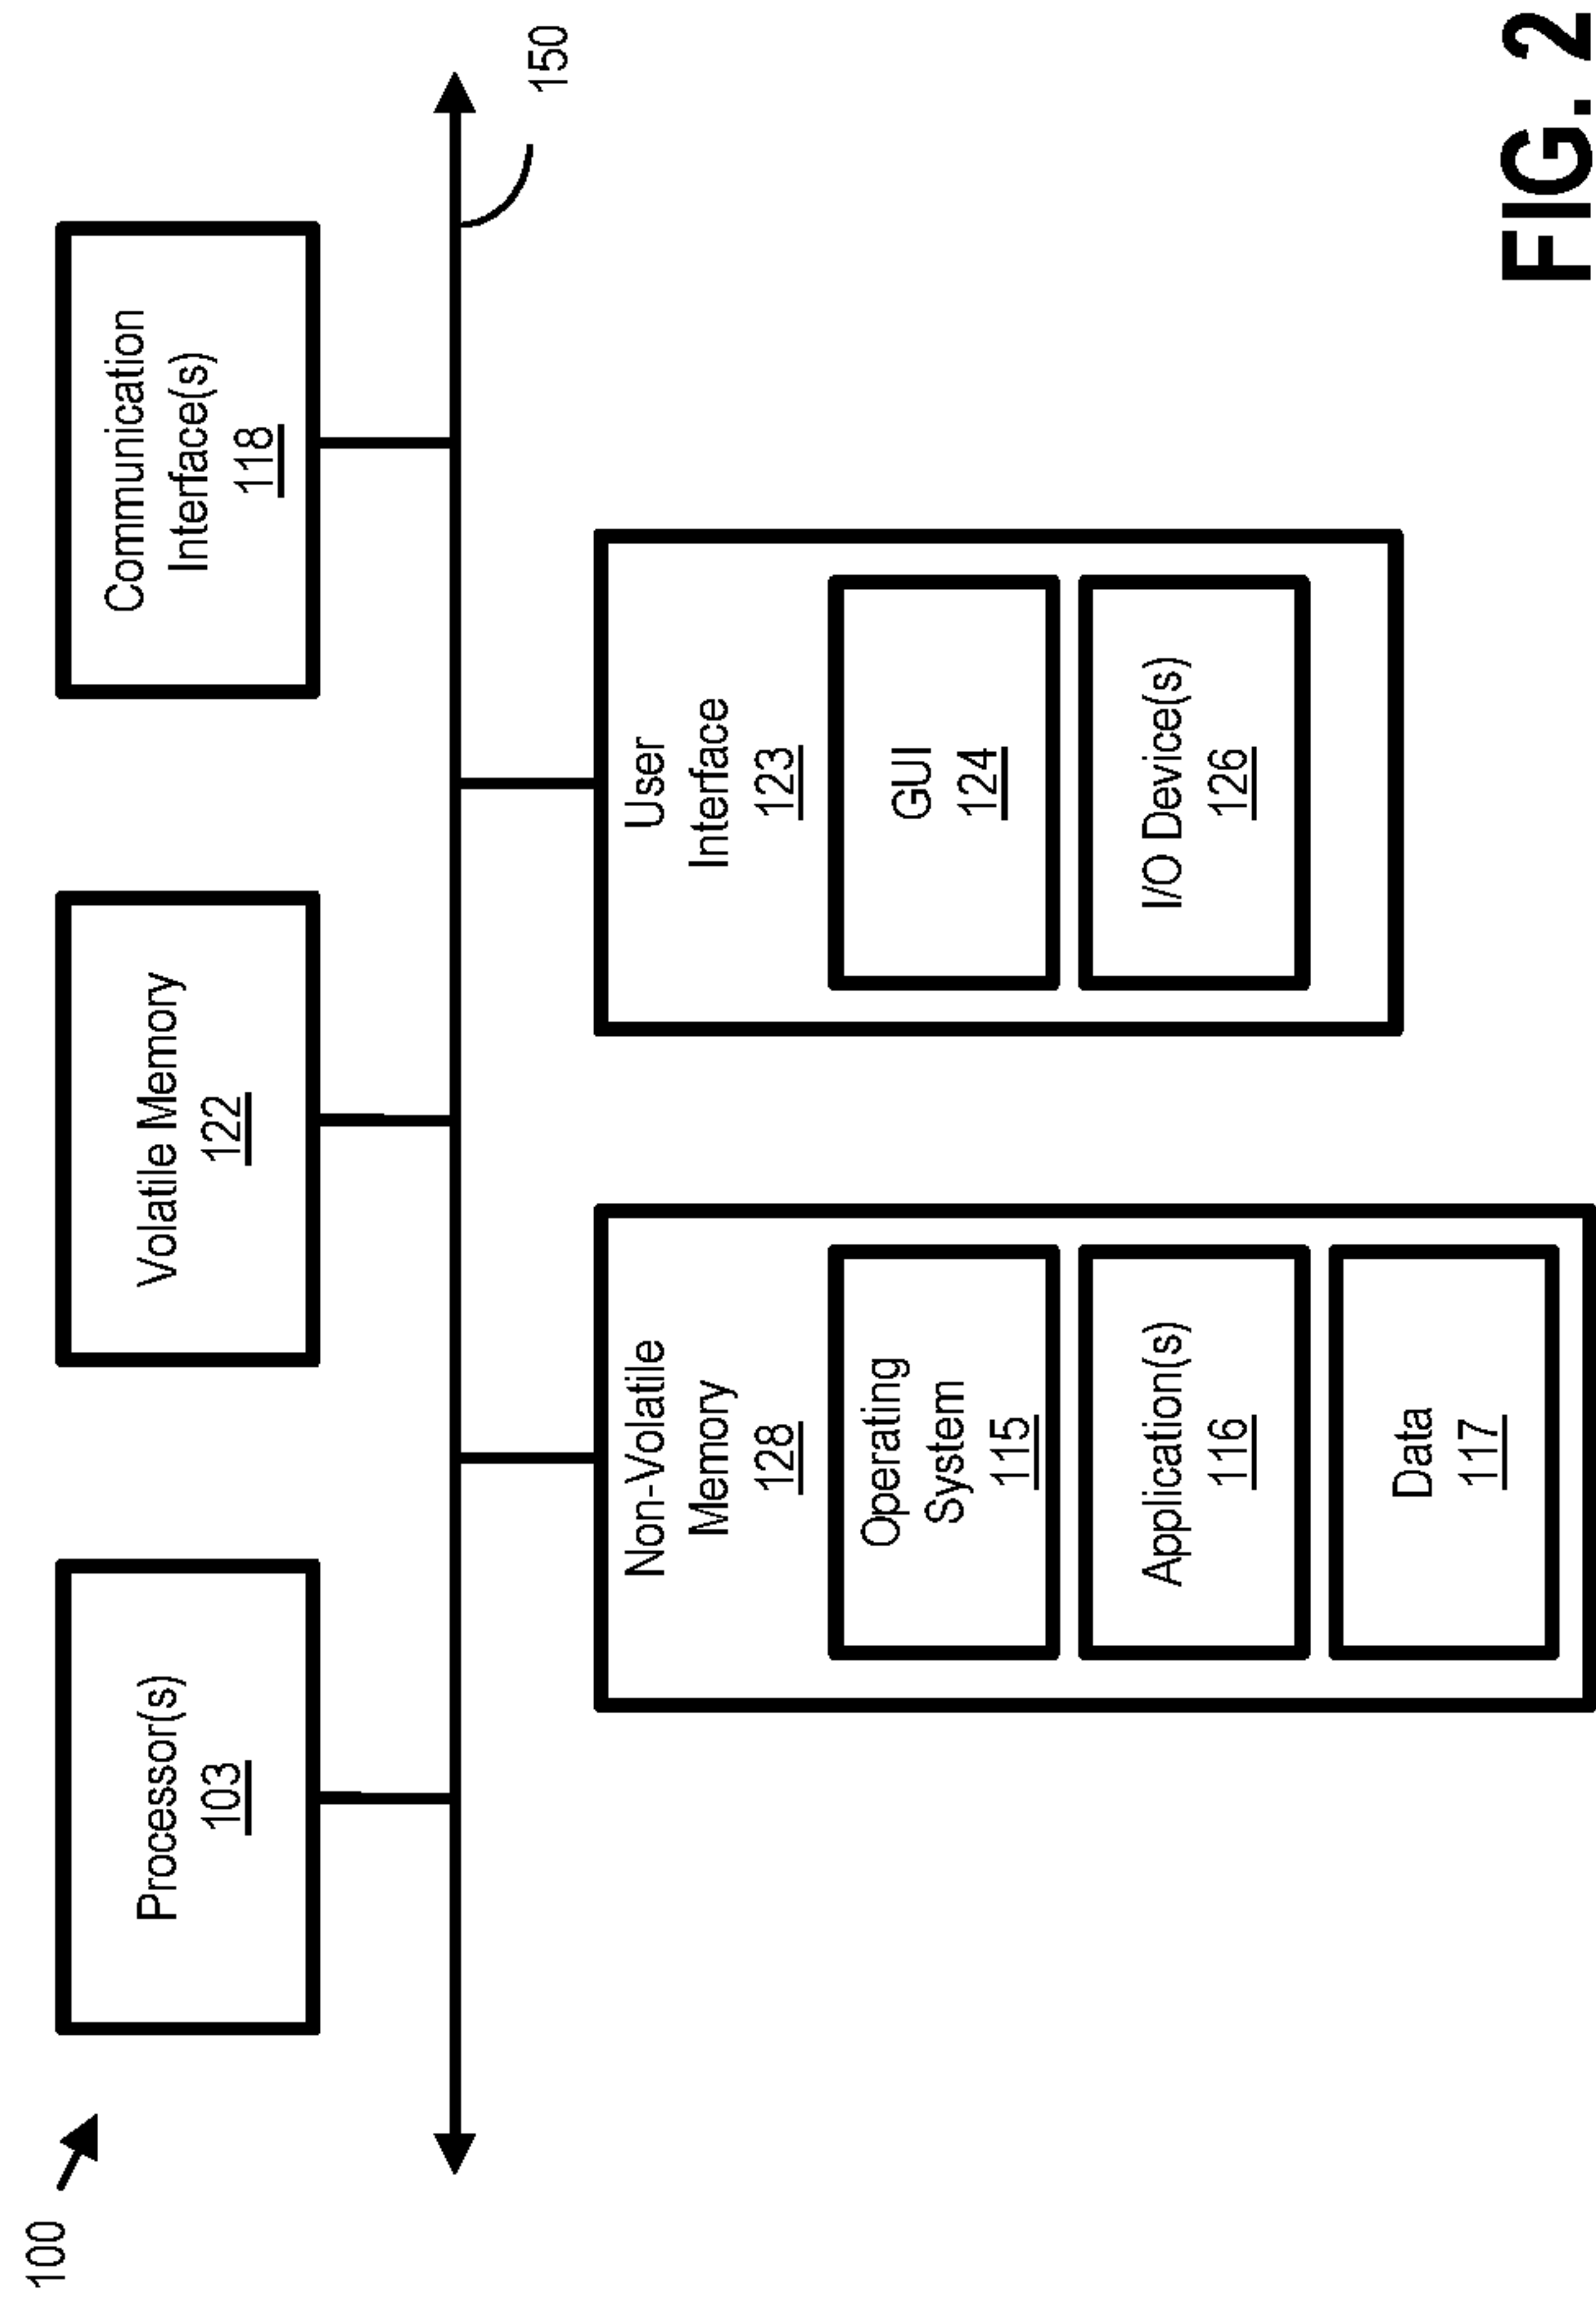 100
Processor(s)
103
Volatile Memory
122
Communication
Interface(s)
118
150
Non-Volatile
Memory
128
Operating
System
115
Application(s)
116
Data
117
User
Interface
123
GUI
124
I/O Device(s)
126
FIG. 2